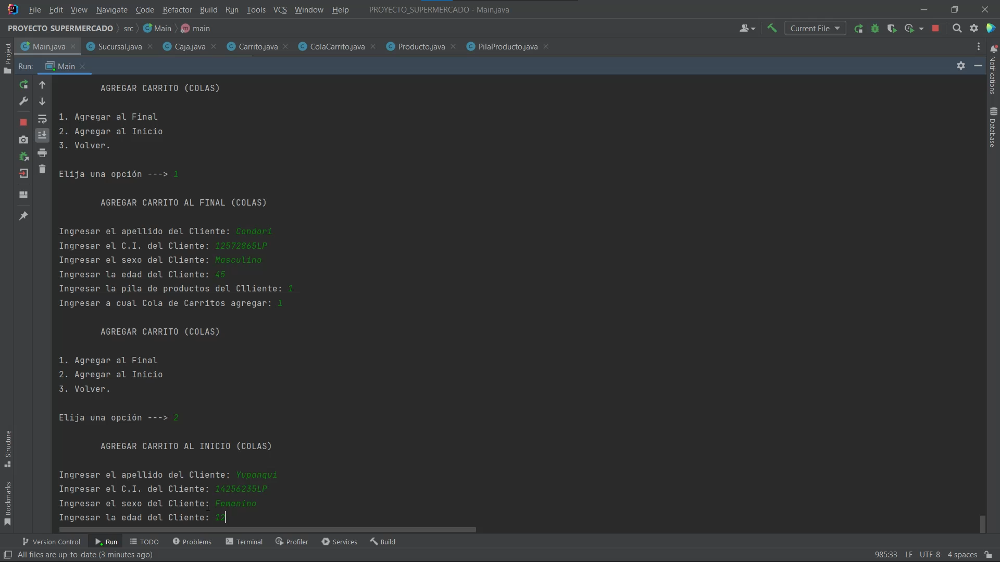 File Edit View Navigate Code Refactor Build Run Tools VCS Window Help PROYECTO_SUPERMERCADO - Main.java
PROYECTO_SUPERMERCADO src Main main Current File
Main.java Sucursal.java Caja.java Carrito.java ColaCarrito.java Producto.java PilaProducto.java
Run: Main
Project
Notifications
Database
AGREGAR CARRITO (COLAS)
1. Agregar al Final
2. Agregar al Inicio
3. Volver.
Elija una opción ---> 1
AGREGAR CARRITO AL FINAL (COLAS)
Ingresar el apellido del Cliente: Condori
Ingresar el C.I. del Cliente: 12572865LP
Ingresar el sexo del Cliente: Masculino
Ingresar la edad del Cliente: 45
Ingresar la pila de productos del Clliente: 1
Ingresar a cual Cola de Carritos agregar: 1
AGREGAR CARRITO (COLAS)
1. Agregar al Final
2. Agregar al Inicio
3. Volver.
Elija una opción ---> 2
AGREGAR CARRITO AL INICIO (COLAS)
Ingresar el apellido del Cliente: Yupanqui
Ingresar el C.I. del Cliente: 14256235LP
Ingresar el sexo del Cliente: Femenino
Ingresar la edad del Cliente: 12
Structure
Bookmarks
Version Control Run TODO Problems Terminal Profiler Services Build
All files are up-to-date (3 minutes ago) 985:33 LF UTF-8 4 spaces